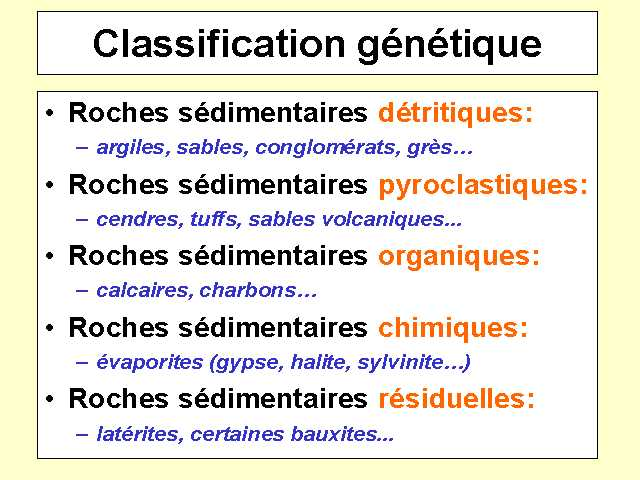 Classification génétique
• Roches sédimentaires détritiques:
– argiles, sables, conglomérats, grès…
• Roches sédimentaires pyroclastiques:
– cendres, tuffs, sables volcaniques...
• Roches sédimentaires organiques:
– calcaires, charbons…
• Roches sédimentaires chimiques:
– évaporites (gypse, halite, sylvinite…)
• Roches sédimentaires résiduelles:
– latérites, certaines bauxites...